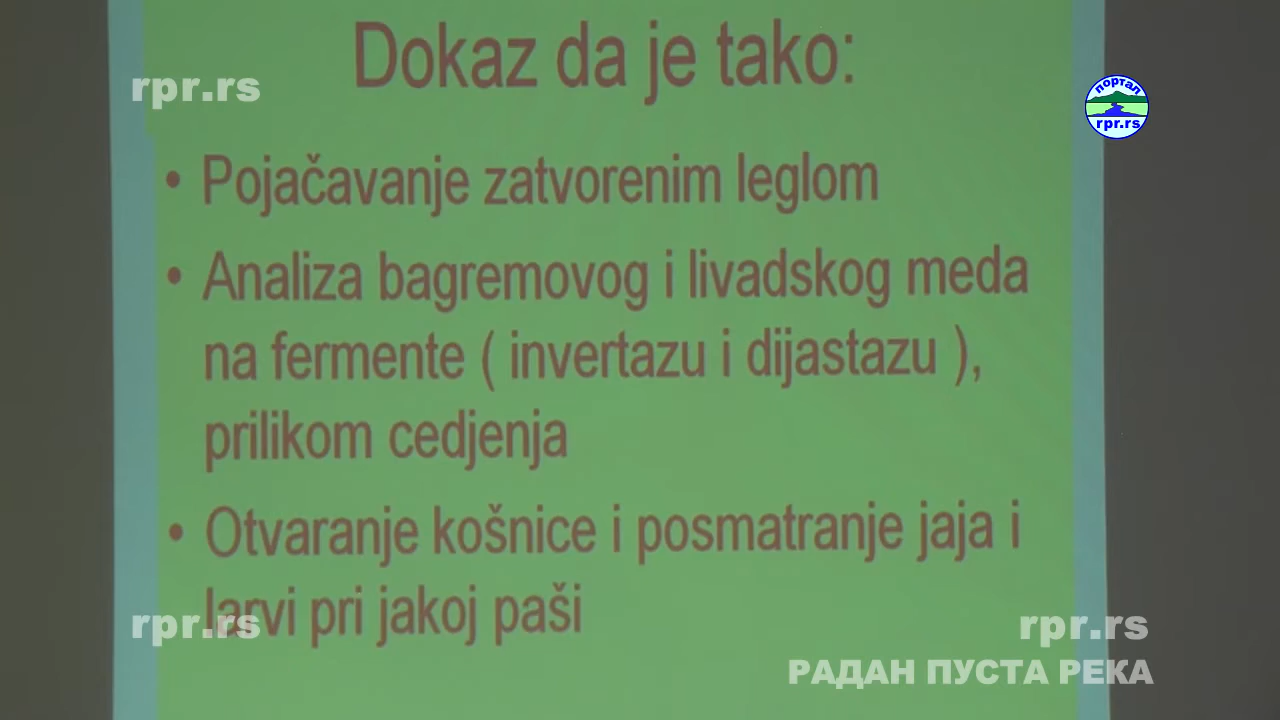 Dokaz da je tako:
rpr.rs
портал
rpr.rs
• Pojačavanje zatvorenim leglom
• Analiza bagremovog i livadskog meda
na fermente ( invertazu i dijastazu ),
prilikom cedjenja
• Otvaranje košnice i posmatranje jaja i
larvi pri jakoj paši
rpr.rs
rpr.rs
РАДАН ПУСТА РЕКА